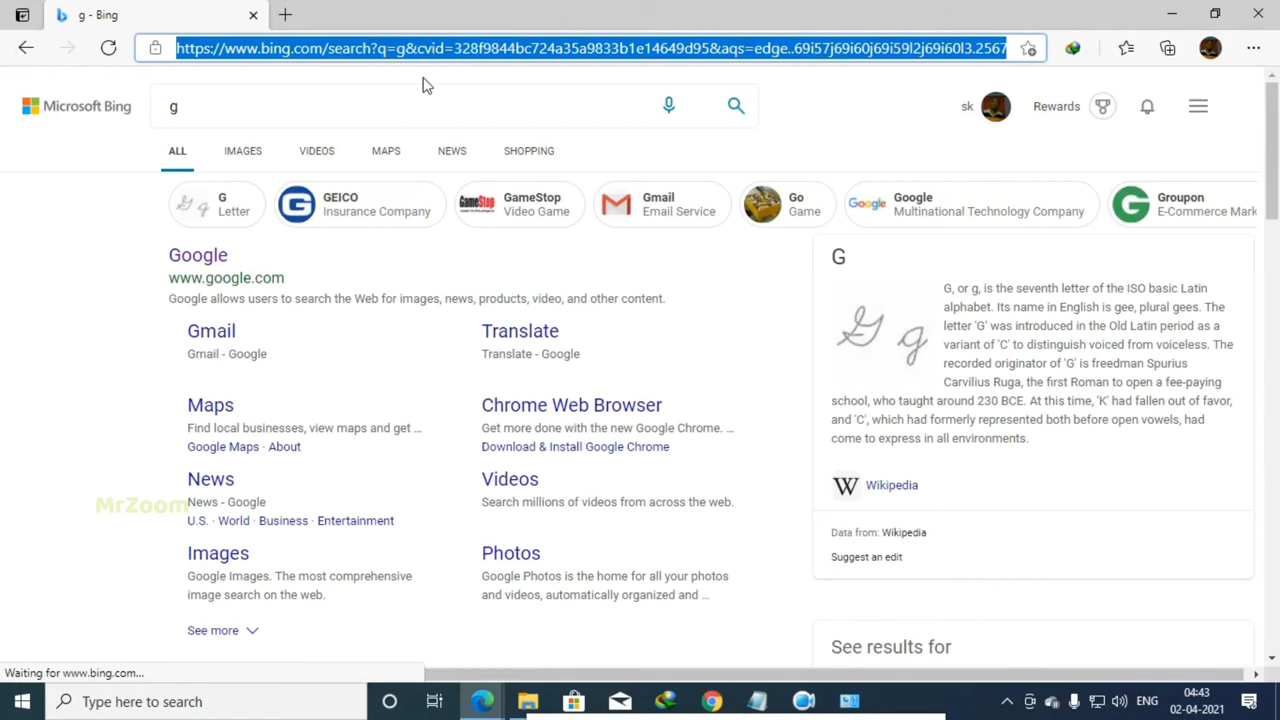 g - Bing
https://www.bing.com/search?q=g&cvid=328f9844bc724a35a9833b1e14649d95&aqs=edge..69i57j69i60j69i59l2j69i60l3.2567
Microsoft Bing
g
sk
Rewards
ALL
IMAGES
VIDEOS
MAPS
NEWS
SHOPPING
G
Letter
GEICO
Insurance Company
GameStop
GameStop
Video Game
Gmail
Email Service
Go
Game
Google
Google
Multinational Technology Company
Groupon
E-Commerce Mark
Google
www.google.com
Google allows users to search the Web for images, news, products, video, and other content.
Gmail
Gmail - Google
Translate
Translate - Google
Maps
Find local businesses, view maps and get ...
Google Maps · About
Chrome Web Browser
Get more done with the new Google Chrome. ...
Download & Install Google Chrome
News
News - Google
U.S. · World · Business · Entertainment
Videos
Search millions of videos from across the web.
Images
Google Images. The most comprehensive
image search on the web.
Photos
Google Photos is the home for all your photos
and videos, automatically organized and ...
See more
G
G g
G, or g, is the seventh letter of the ISO basic Latin
alphabet. Its name in English is gee, plural gees. The
letter 'G' was introduced in the Old Latin period as a
variant of 'C' to distinguish voiced from voiceless. The
recorded originator of 'G' is freedman Spurius
Carvilius Ruga, the first Roman to open a fee-paying
school, who taught around 230 BCE. At this time, 'K' had fallen out of favor,
and 'C', which had formerly represented both before open vowels, had
come to express in all environments.
W Wikipedia
Data from: Wikipedia
Suggest an edit
See results for
MrZoom
Waiting for www.bing.com...
Type here to search
ENG
04:43
02-04-2021